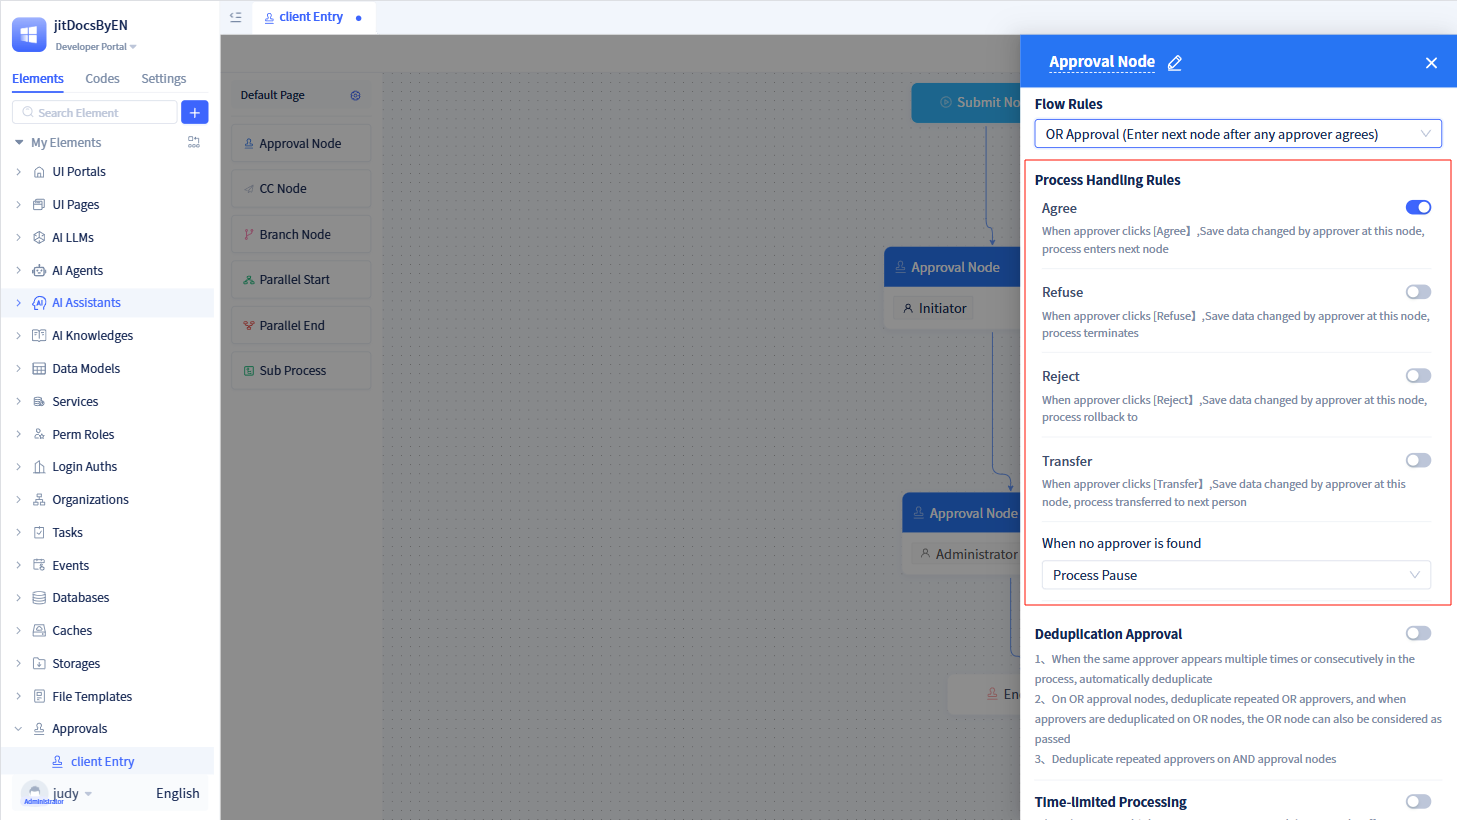 jitDocsByEN
Developer Portal
Elements
Codes
Settings
Search Element
My Elements
UI Portals
UI Pages
AI LLMs
AI Agents
AI Assistants
AI Knowledges
Data Models
Services
Perm Roles
Login Auths
Organizations
Tasks
Events
Databases
Caches
Storages
File Templates
Approvals
client Entry
judy
Administrator
English
client Entry
Default Page
Approval Node
CC Node
Branch Node
Parallel Start
Parallel End
Sub Process
Submit No
Approval Node
Initiator
Approval Node
Administrator
En
Approval Node
Flow Rules
OR Approval (Enter next node after any approver agrees)
Process Handling Rules
Agree
When approver clicks [Agree】,Save data changed by approver at this node,
process enters next node
Refuse
When approver clicks [Refuse】,Save data changed by approver at this node,
process terminates
Reject
When approver clicks [Reject】,Save data changed by approver at this node,
process rollback to
Transfer
When approver clicks [Transfer】,Save data changed by approver at this
node, process transferred to next person
When no approver is found
Process Pause
Deduplication Approval
1、When the same approver appears multiple times or consecutively in the
process, automatically deduplicate
2、On OR approval nodes, deduplicate repeated OR approvers, and when
approvers are deduplicated on OR nodes, the OR node can also be considered as
passed
3、Deduplicate repeated approvers on AND approval nodes
Time-limited Processing